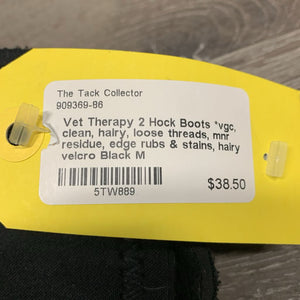 The Tack Collector
909369-86
Vet Therapy 2 Hock Boots *vgc,
clean, hairy, loose threads, mnr
residue, edge rubs & stains, hairy
velcro Black M
5TW889
$38.50